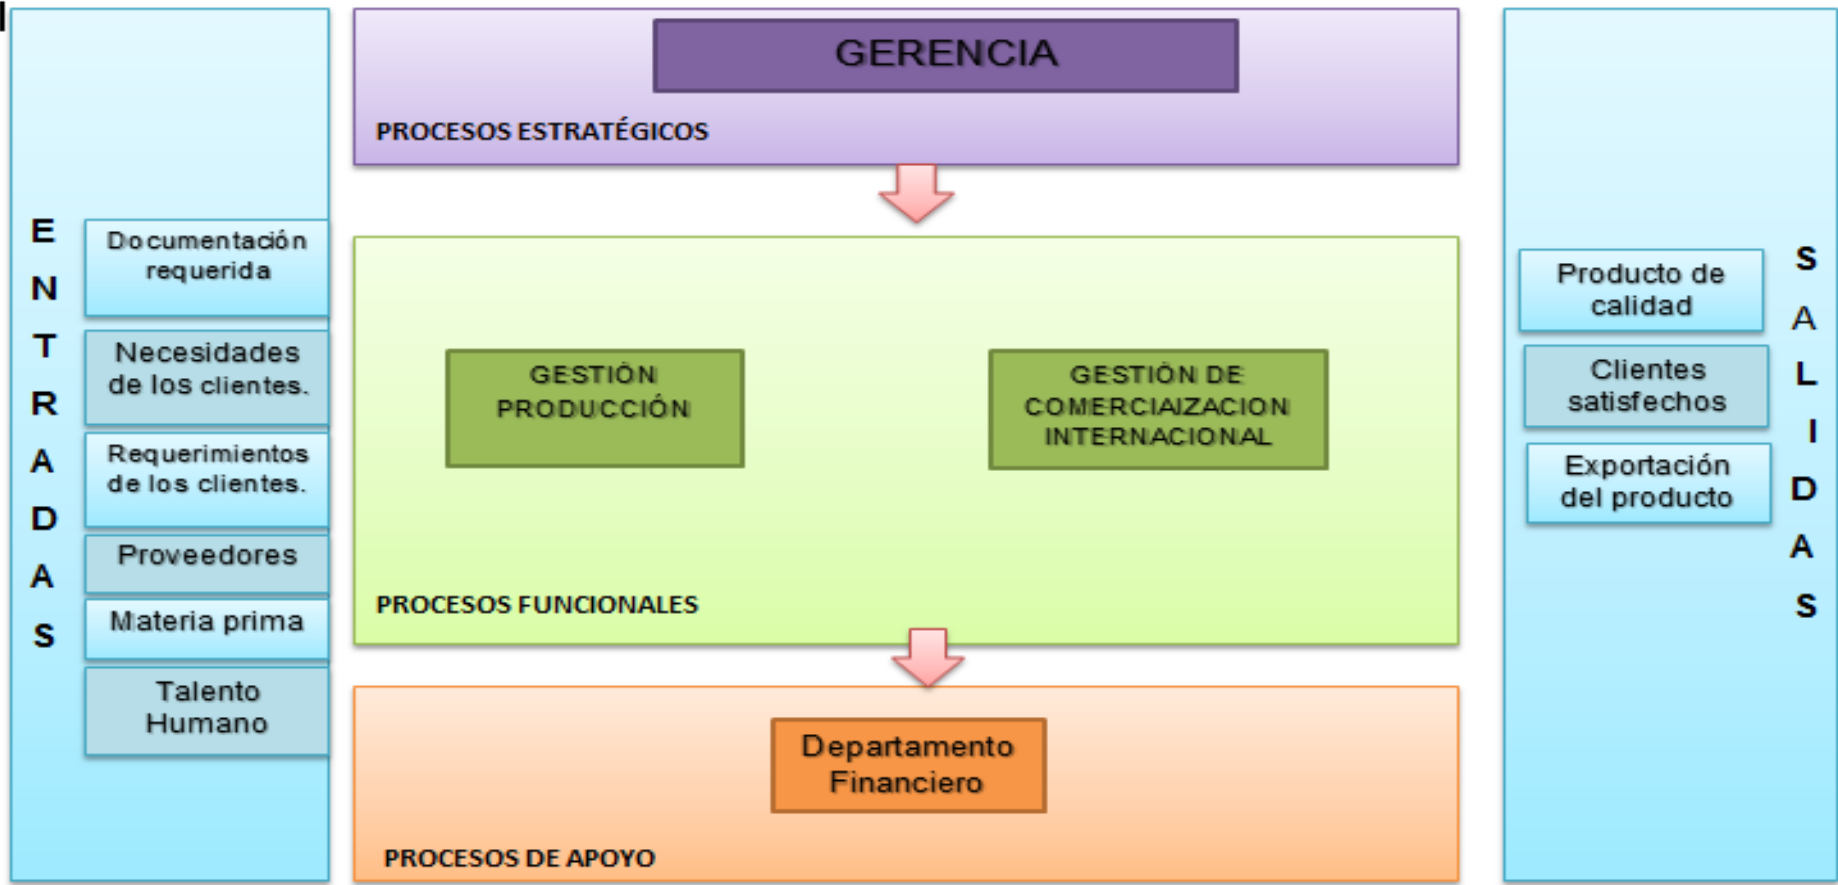 ENTRADAS
Documentación
requerida
Necesidades
de los clientes.
Requerimientos
de los clientes.
Proveedores
Materia prima
Talento
Humano
GERENCIA
PROCESOS ESTRATÉGICOS
GESTIÓN
PRODUCCIÓN
GESTIÓN DE
COMERCIAIZACION
INTERNACIONAL
PROCESOS FUNCIONALES
Departamento
Financiero
PROCESOS DE APOYO
Producto de
calidad
Clientes
satisfechos
Exportación
del producto
SALIDAS